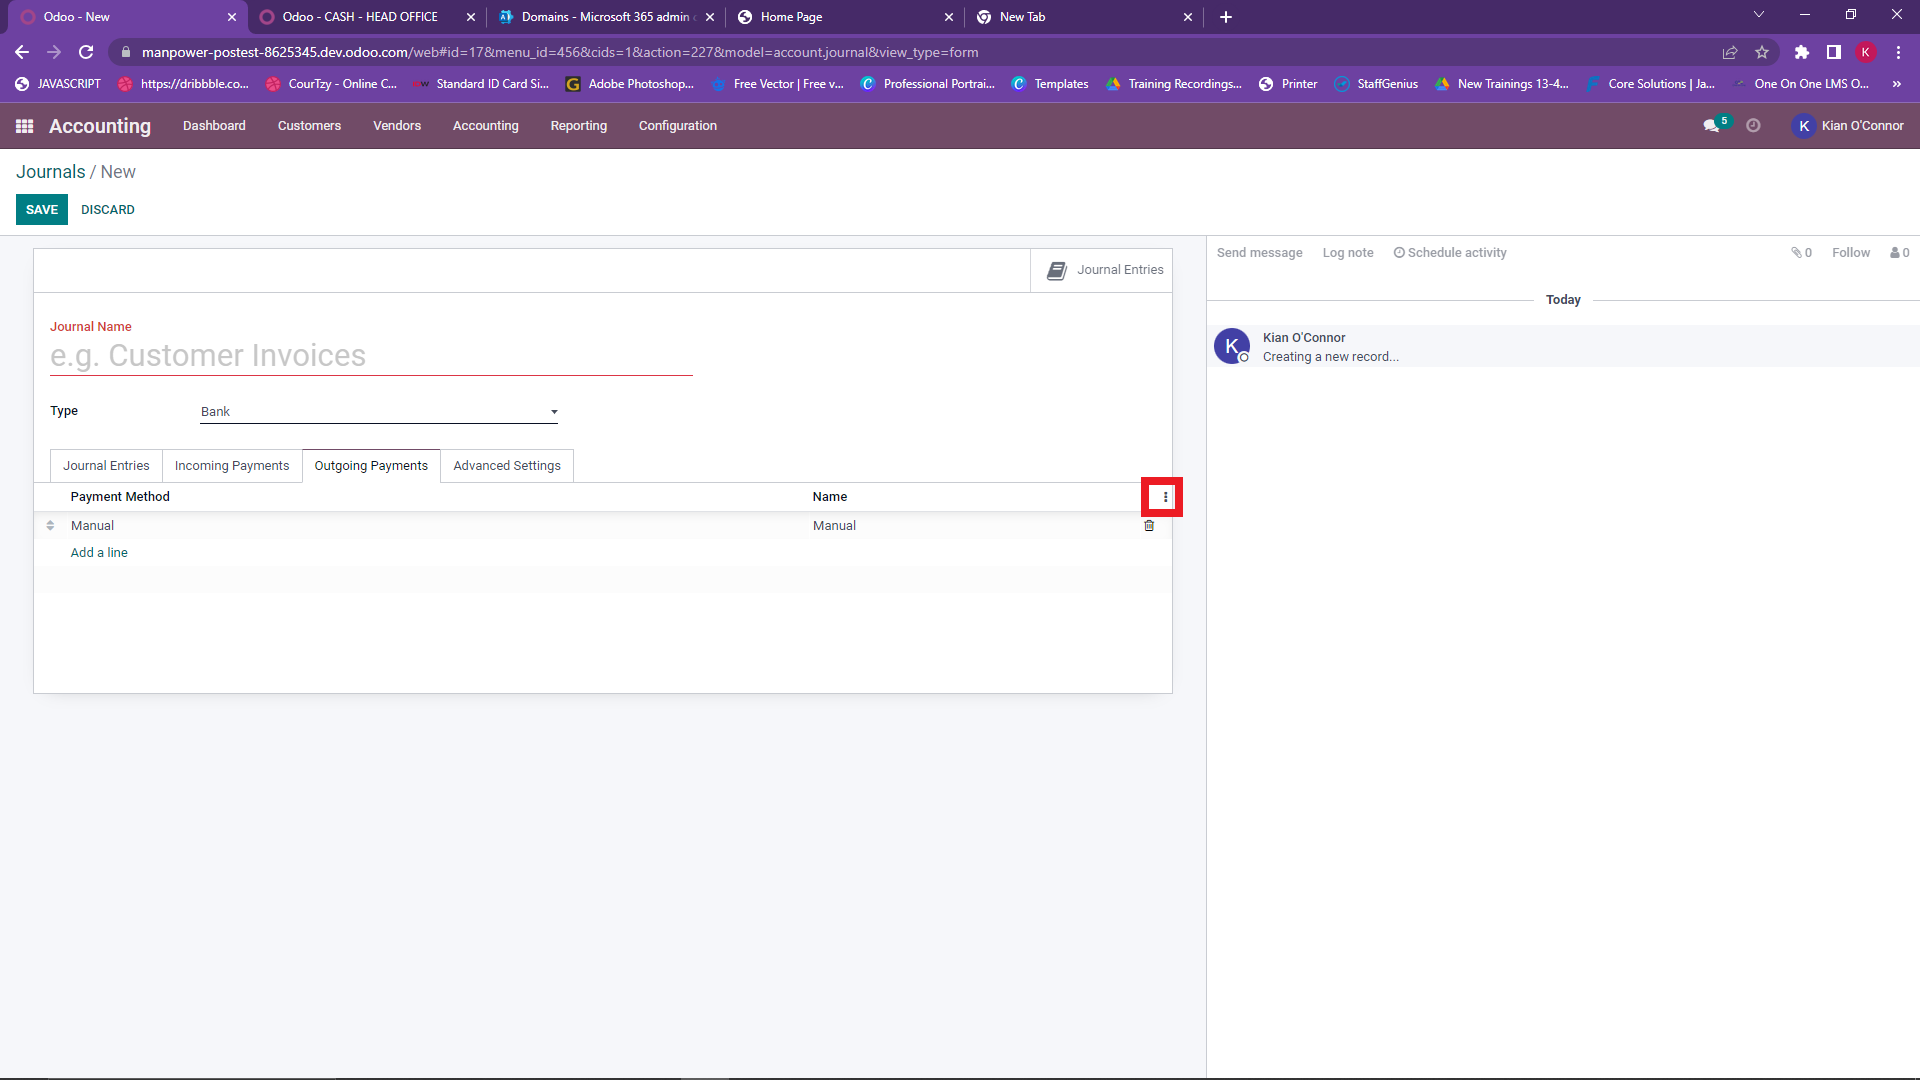 Odoo - New
Odoo - CASH - HEAD OFFICE
Domains - Microsoft 365 admin
Home Page
New Tab
manpower-postest-8625345.dev.odoo.com/web#id=17&menu_id=456&cids=1&action=227&model=account.journal&view_type=form
K
JAVASCRIPT
https://dribbble.co...
CourTzy - Online C...
Standard ID Card Si...
Adobe Photoshop...
Free Vector | Free v...
Professional Portrai...
Templates
Training Recordings...
Printer
StaffGenius
New Trainings 13-4...
Core Solutions | Ja...
One On One LMS O...
»
Accounting
Dashboard
Customers
Vendors
Accounting
Reporting
Configuration
5
K
Kian O'Connor
Journals / New
SAVE
DISCARD
Journal Entries
Journal Name
e.g. Customer Invoices
Type
Bank
Journal Entries
Incoming Payments
Outgoing Payments
Advanced Settings
Payment Method
Name
Manual
Manual
Add a line
Send message
Log note
Schedule activity
0
Follow
0
Today
K
Kian O'Connor
Creating a new record...